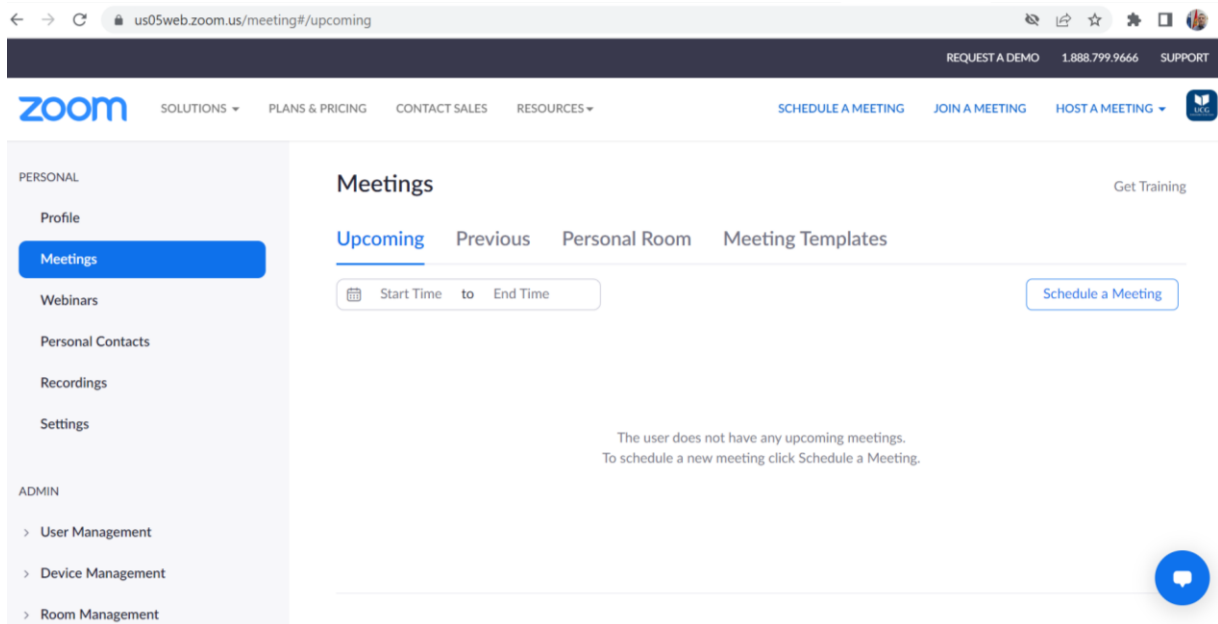 us05web.zoom.us/meeting#/upcoming
REQUEST A DEMO 1.888.799.9666 SUPPORT
zoom SOLUTIONS PLANS & PRICING CONTACT SALES RESOURCES SCHEDULE A MEETING JOIN A MEETING HOST A MEETING UCG
PERSONAL
Profile
Meetings
Webinars
Personal Contacts
Recordings
Settings
ADMIN
User Management
Device Management
Room Management
Meetings Get Training
Upcoming Previous Personal Room Meeting Templates
Start Time to End Time Schedule a Meeting
The user does not have any upcoming meetings.
To schedule a new meeting click Schedule a Meeting.